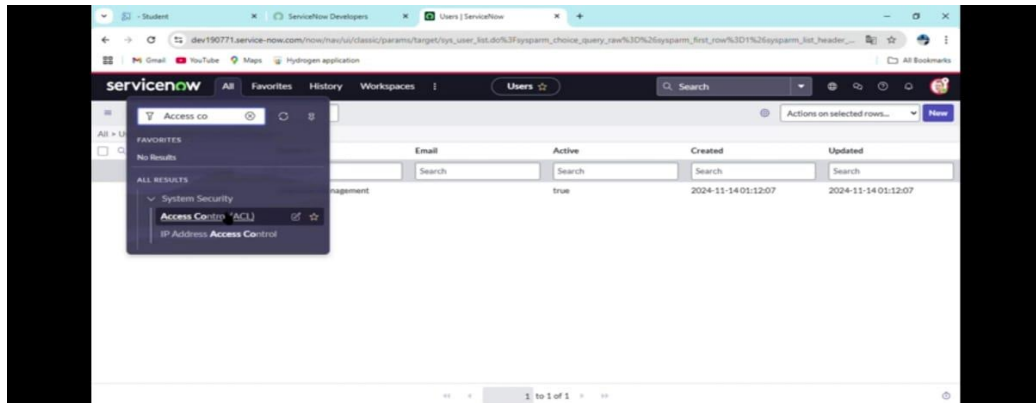 - Student
ServiceNow Developers
Users | ServiceNow
dev190771.service-now.com/now/nav/ui/classic/params/target/sys_user_list.do%3Fsysparm_choice_query_raw%3D%26sysparm_first_row%3D1%26sysparm_list_header_...
Gmail YouTube Maps Hydrogen application All Bookmarks
servicenow All Favorites History Workspaces Users Search
Access co Actions on selected rows... New
All > U
FAVORITES
No Results
Email Active Created Updated
Search Search Search Search
ALL RESULTS
System Security
nagement true 2024-11-14 01:12:07 2024-11-14 01:12:07
Access Control (ACL)
IP Address Access Control
1 to 1 of 1